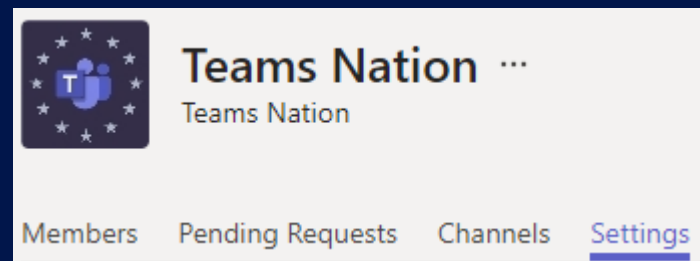 T
Teams Nation ...
Teams Nation
Members Pending Requests Channels Settings